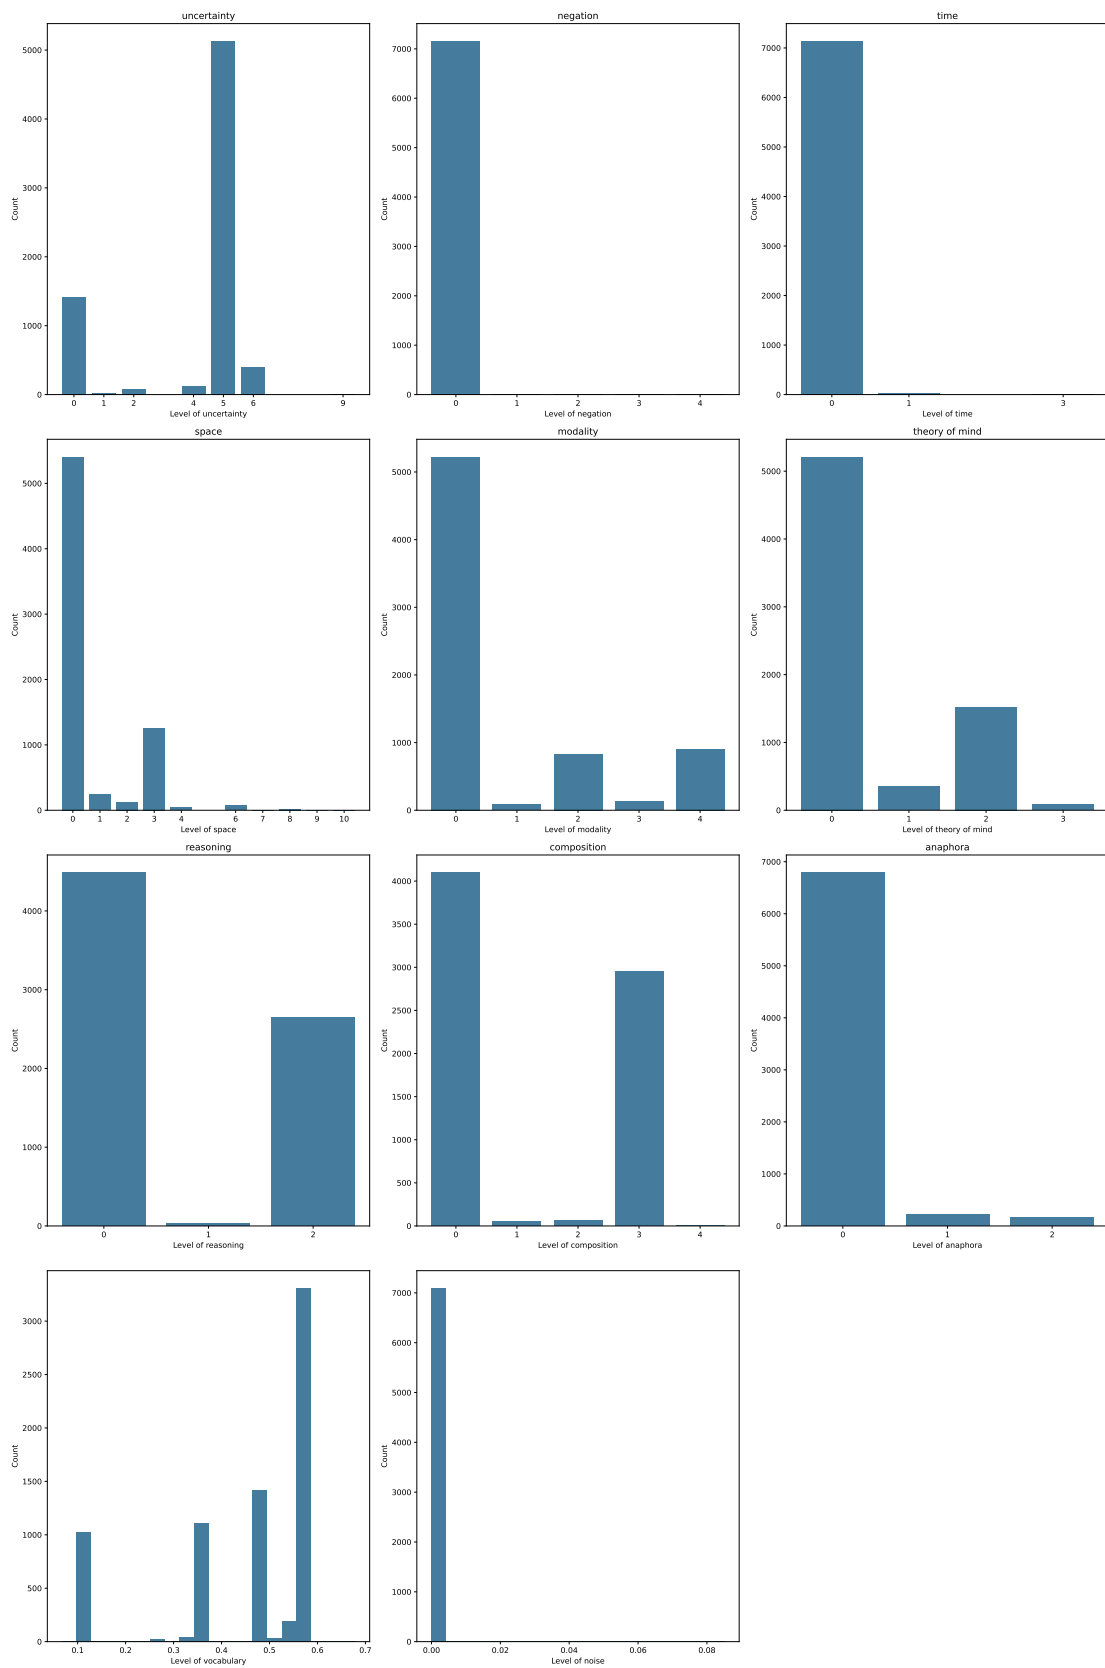 uncertainty
5000
4000
3000
2000
1000
0
Count
0 1 2 4 5 6 9
Level of uncertainty
negation
7000
6000
5000
4000
3000
2000
1000
0
Count
0 1 2 3 4
Level of negation
time
7000
6000
5000
4000
3000
2000
1000
0
Count
0 1 3
Level of time
space
5000
4000
3000
2000
1000
0
Count
0 1 2 3 4 6 7 8 9 10
Level of space
modality
5000
4000
3000
2000
1000
0
Count
0 1 2 3 4
Level of modality
theory of mind
5000
4000
3000
2000
1000
0
Count
0 1 2 3
Level of theory of mind
reasoning
4000
3000
2000
1000
0
Count
0 1 2
Level of reasoning
composition
4000
3500
3000
2500
2000
1500
1000
500
0
Count
0 1 2 3 4
Level of composition
anaphora
7000
6000
5000
4000
3000
2000
1000
0
Count
0 1 2
Level of anaphora
3000
2500
2000
1500
1000
500
0
Count
0.1 0.2 0.3 0.4 0.5 0.6 0.7
Level of vocabulary
7000
6000
5000
4000
3000
2000
1000
0
Count
0.00 0.02 0.04 0.06 0.08
Level of noise